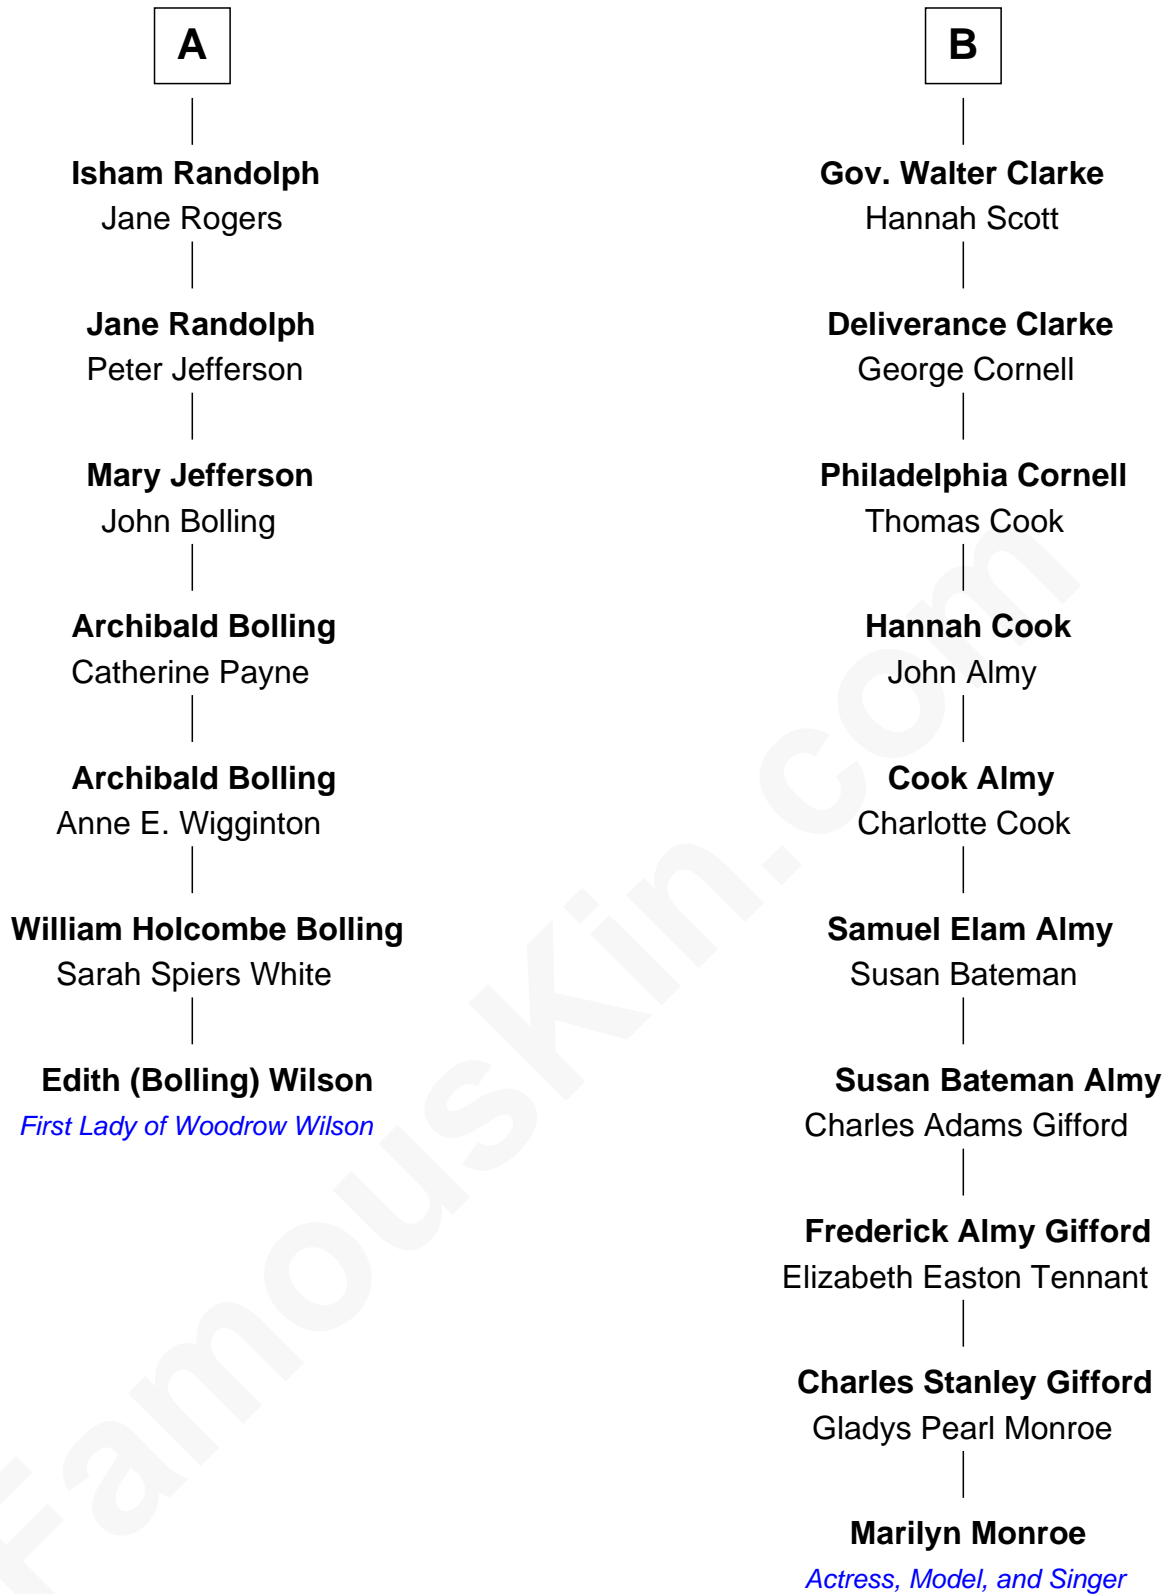 A
Isham Randolph
Jane Rogers
Jane Randolph
Peter Jefferson
Mary Jefferson
John Bolling
Archibald Bolling
Catherine Payne
Archibald Bolling
Anne E. Wigginton
William Holcombe Bolling
Sarah Spiers White
Edith (Bolling) Wilson
First Lady of Woodrow Wilson
B
Gov. Walter Clarke
Hannah Scott
Deliverance Clarke
George Cornell
Philadelphia Cornell
Thomas Cook
Hannah Cook
John Almy
Cook Almy
Charlotte Cook
Samuel Elam Almy
Susan Bateman
Susan Bateman Almy
Charles Adams Gifford
Frederick Almy Gifford
Elizabeth Easton Tennant
Charles Stanley Gifford
Gladys Pearl Monroe
Marilyn Monroe
Actress, Model, and Singer
FamousKin.com